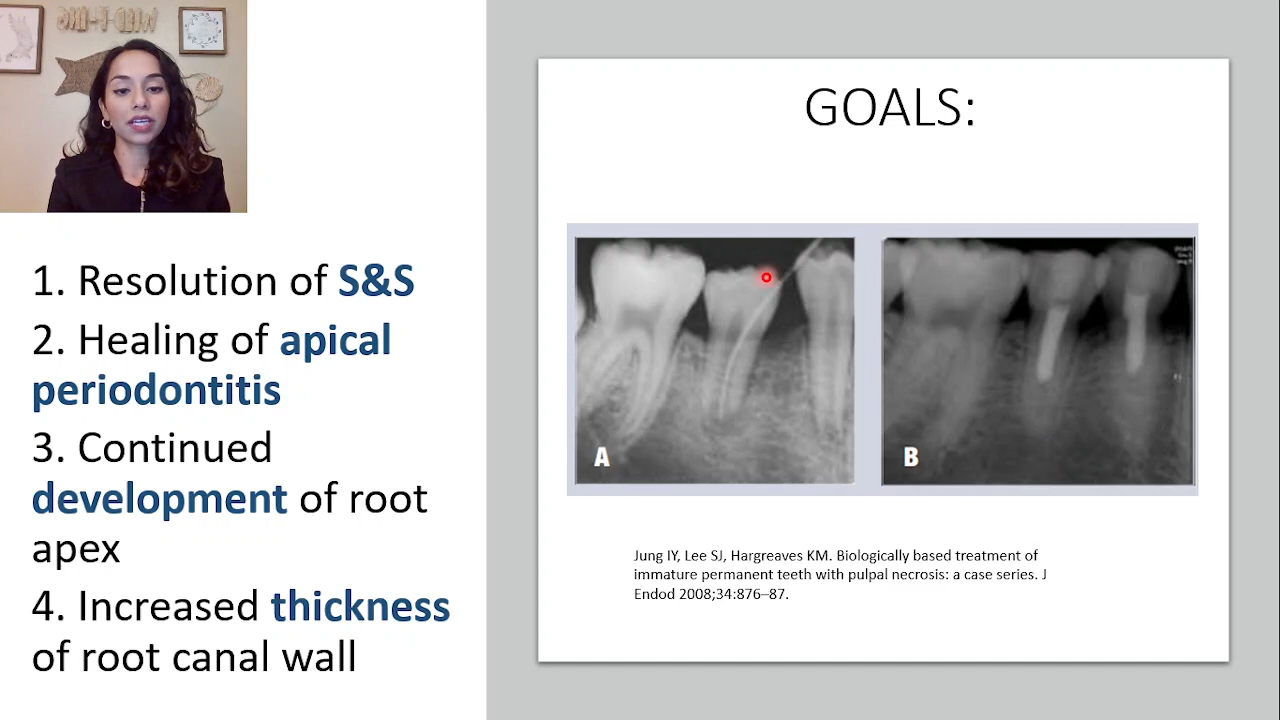 1. Resolution of S&S
2. Healing of apical
periodontitis
3. Continued
development of root
apex
4. Increased thickness
of root canal wall
GOALS:
A
B
Jung IY, Lee SJ, Hargreaves KM. Biologically based treatment of
immature permanent teeth with pulpal necrosis: a case series. J
Endod 2008;34:876–87.